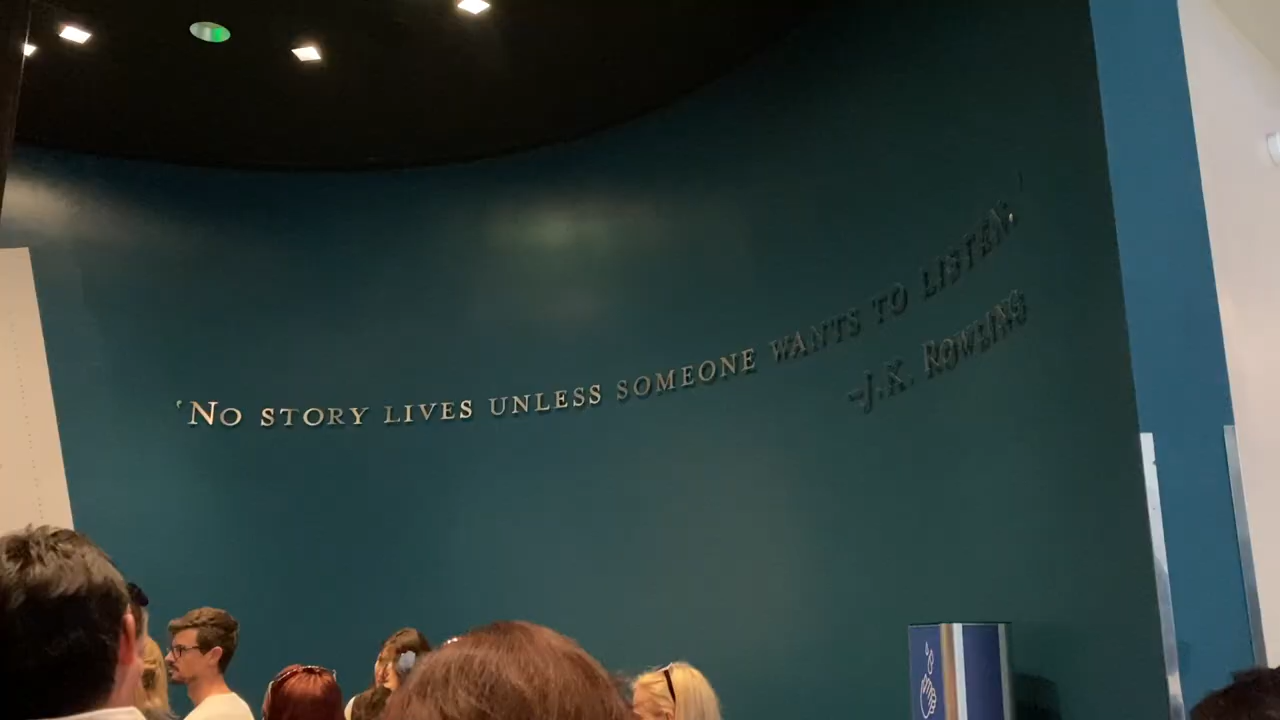 ‘No story lives unless someone wants to listen.’
-J.K. Rowling